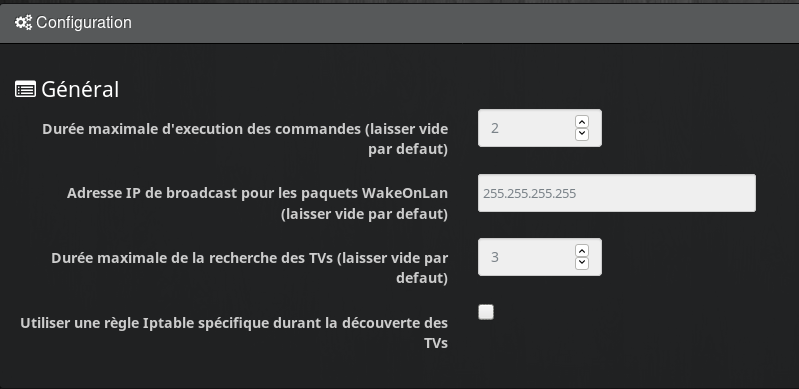 Configuration
Général
Durée maximale d'execution des commandes (laisser vide
par defaut)
2
Adresse IP de broadcast pour les paquets WakeOnLan
(laisser vide par defaut)
255.255.255.255
Durée maximale de la recherche des TVs (laisser vide par
defaut)
3
Utiliser une règle Iptable spécifique durant la découverte des
TVs